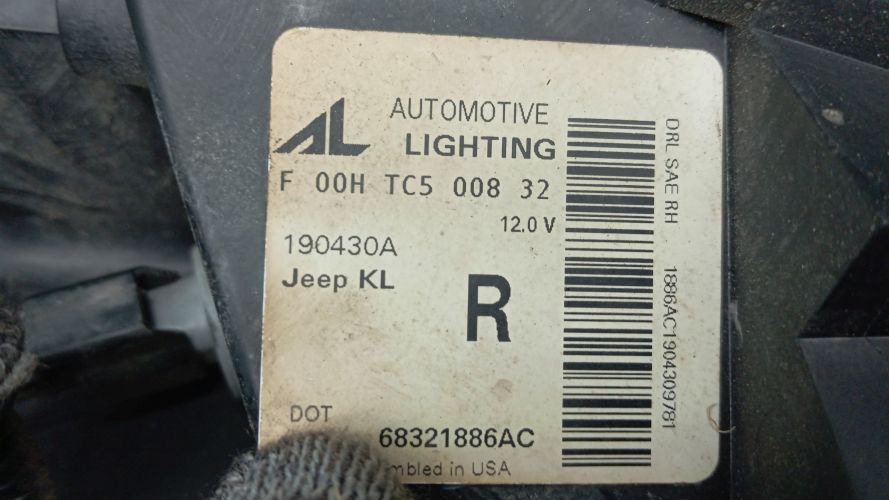 AL AUTOMOTIVE
LIGHTING
F 00H TC5 008 32
12.0 V
190430A
Jeep KL
R
DOT
68321886AC
mbled in USA
DRL SAE RH 1886AC1904309781